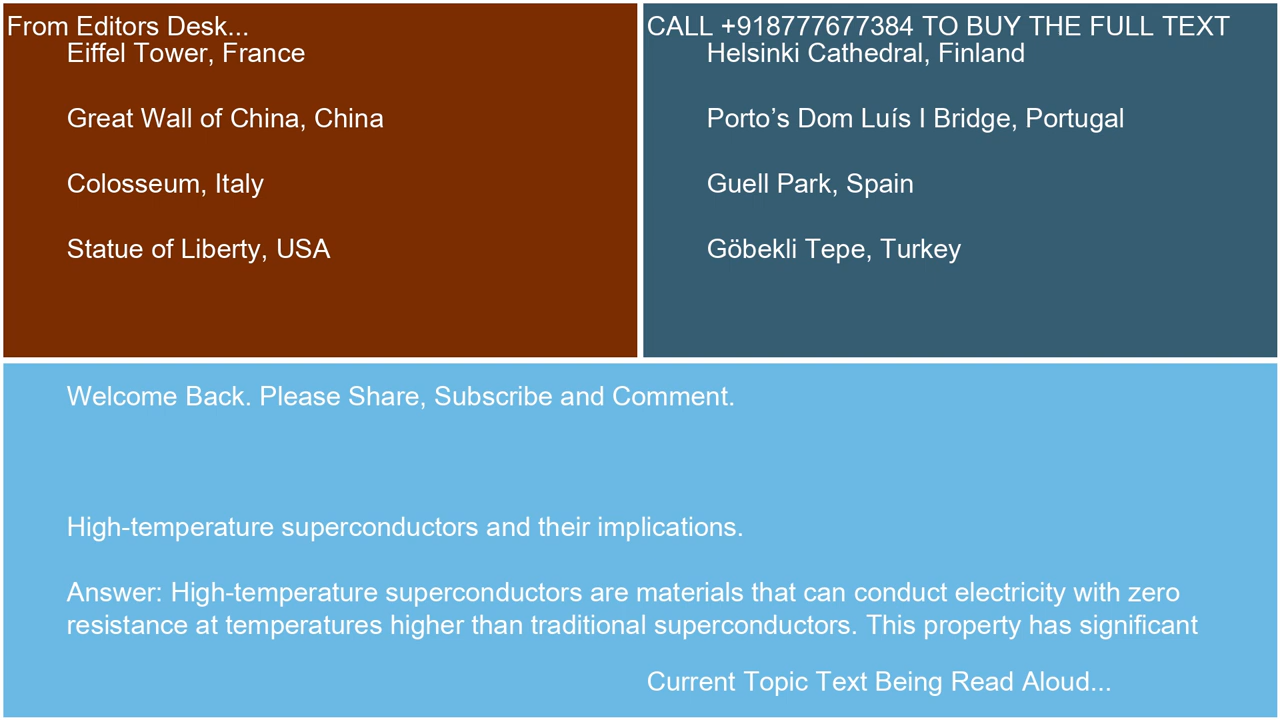 From Editors Desk...
Eiffel Tower, France
Great Wall of China, China
Colosseum, Italy
Statue of Liberty, USA
CALL +918777677384 TO BUY THE FULL TEXT
Helsinki Cathedral, Finland
Porto’s Dom Luís I Bridge, Portugal
Guell Park, Spain
Göbekli Tepe, Turkey
Welcome Back. Please Share, Subscribe and Comment.
High-temperature superconductors and their implications.
Answer: High-temperature superconductors are materials that can conduct electricity with zero
resistance at temperatures higher than traditional superconductors. This property has significant
Current Topic Text Being Read Aloud...